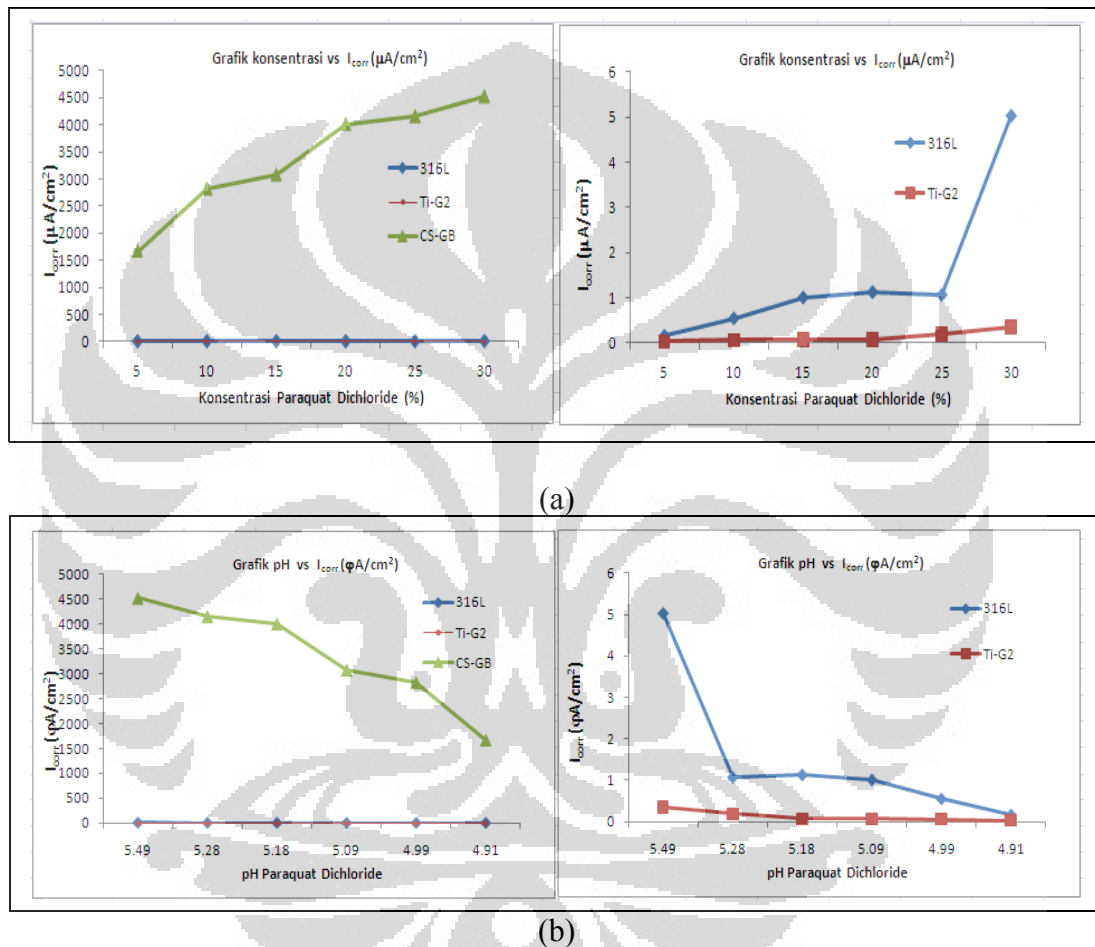 Grafik konsentrasi vs Icorr (µA/cm²)
5000
4500
4000
3500
3000
2500
2000
1500
1000
500
0
Icorr (µA/cm²)
316L
Ti-G2
CS-GB
5 10 15 20 25 30
Konsentrasi Paraquat Dichloride (%)
Grafik konsentrasi vs Icorr (µA/cm²)
6
5
4
3
2
1
0
Icorr (µA/cm²)
316L
Ti-G2
5 10 15 20 25 30
Konsentrasi Paraquat Dichloride (%)
(a)
Grafik pH vs Icorr (φA/cm²)
5000
4500
4000
3500
3000
2500
2000
1500
1000
500
0
Icorr (φA/cm²)
316L
Ti-G2
CS-GB
5.49 5.28 5.18 5.09 4.99 4.91
pH Paraquat Dichloride
Grafik pH vs Icorr (φA/cm²)
6
5
4
3
2
1
0
Icorr (φA/cm²)
316L
Ti-G2
5.49 5.28 5.18 5.09 4.99 4.91
pH Paraquat Dichloride
(b)